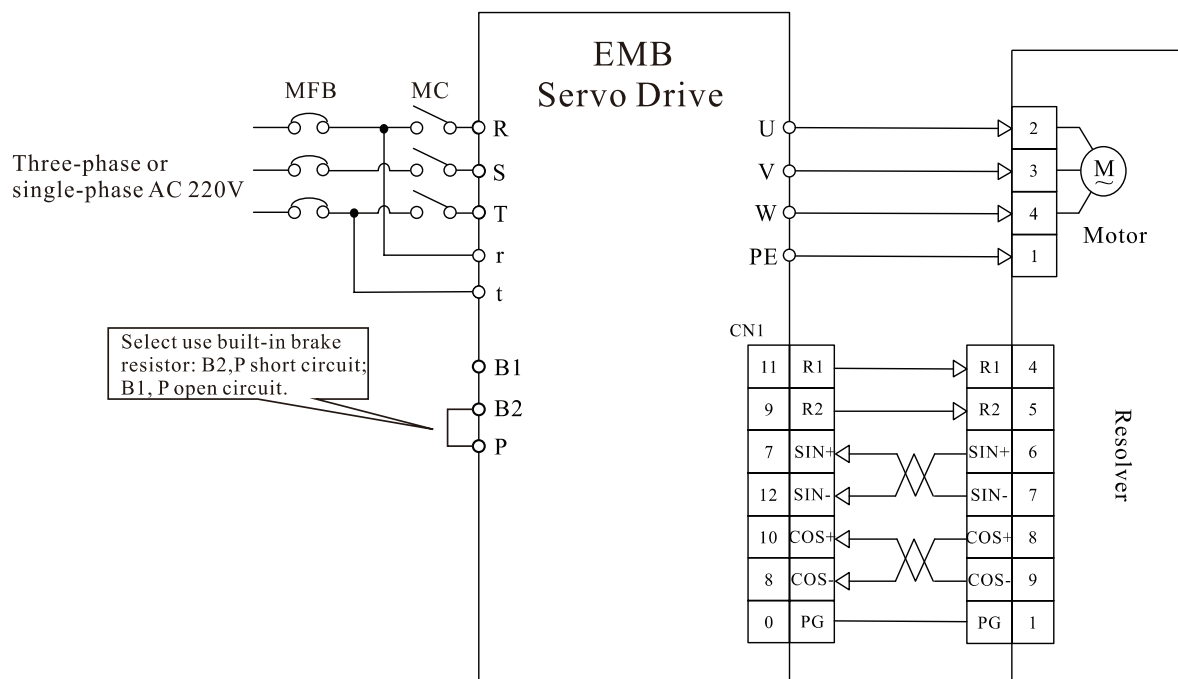 EMB
Servo Drive
MFB
MC
R
S
T
r
t
Three-phase or
single-phase AC 220V
Select use built-in brake
resistor: B2,P short circuit;
B1, P open circuit.
B1
B2
P
U
V
W
PE
2
3
4
1
M
~
Motor
CN1
11 R1 R1 4
9 R2 R2 5
7 SIN+ SIN+ 6
12 SIN- SIN- 7
10 COS+ COS+ 8
8 COS- COS- 9
0 PG PG 1
Resolver